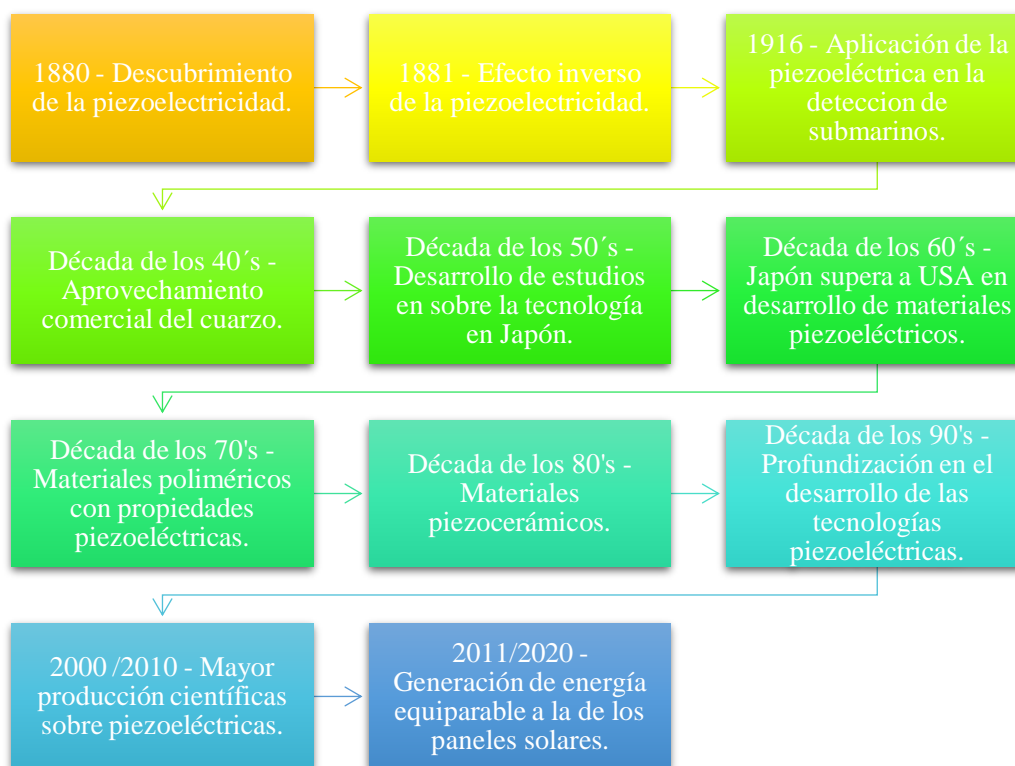 1880 - Descubrimiento
de la piezoelectricidad.
1881 - Efecto inverso
de la piezoelectricidad.
1916 - Aplicación de la
piezoeléctrica en la
deteccion de
submarinos.
Década de los 40´s -
Aprovechamiento
comercial del cuarzo.
Década de los 50´s -
Desarrollo de estudios
en sobre la tecnología
en Japón.
Década de los 60´s -
Japón supera a USA en
desarrollo de materiales
piezoeléctricos.
Década de los 70's -
Materiales poliméricos
con propiedades
piezoeléctricas.
Década de los 80's -
Materiales
piezocerámicos.
Década de los 90's -
Profundización en el
desarrollo de las
tecnologías
piezoeléctricas.
2000 /2010 - Mayor
producción científicas
sobre piezoeléctricas.
2011/2020 -
Generación de energía
equiparable a la de los
paneles solares.